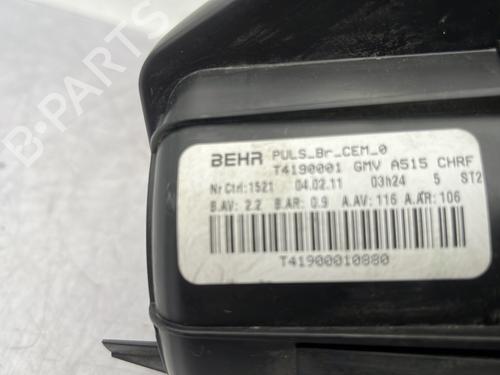 BEHR PULS_Br_CEM_0
T4190001 GMV A515 CHRF
Nr Ctrl:1521 04.02.11 03h24 5 ST2
B.AV: 2.2 B.AR: 0.9 A.AV: 116 A.AR: 106
T41900010880
B-PARTS